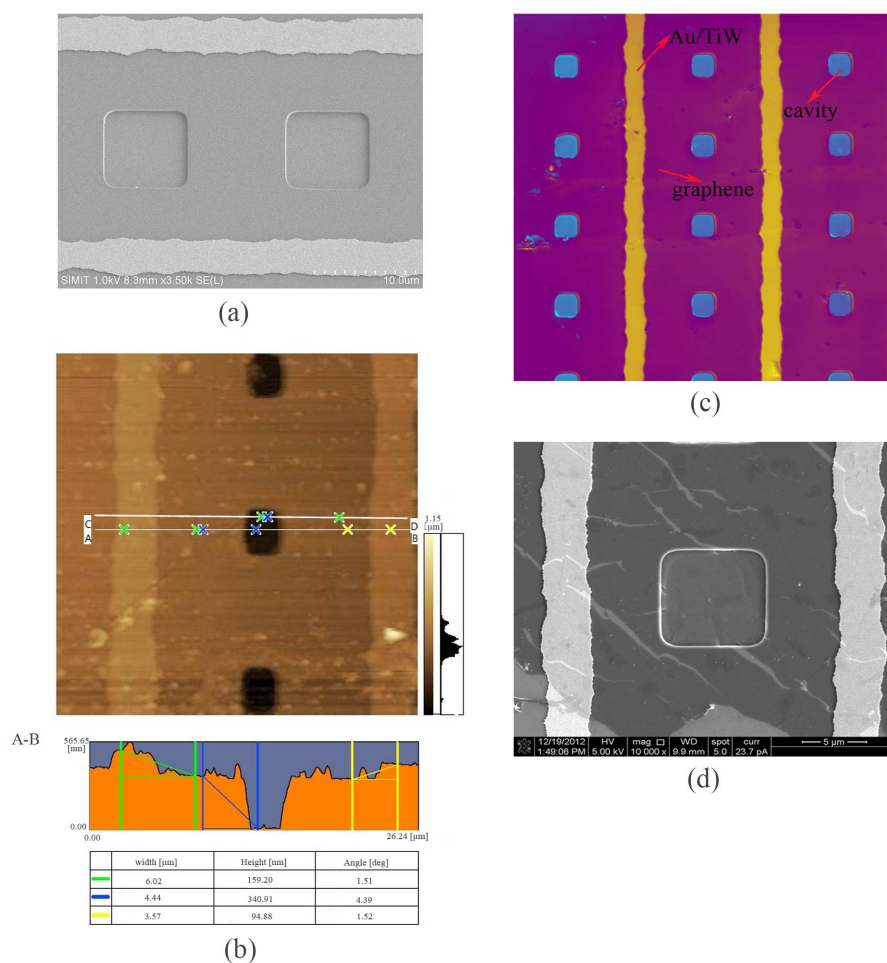 SIMIT 1.0kV 8.3mm x3.50k SE(L) 10.0um
(a)
Au/TiW
cavity
graphene
(c)
C D
A B
1.15
[μm]
A-B
565.65
[nm]
0.00
0.00 26.24 [μm]
width [μm] Height [nm] Angle [deg]
6.02 159.20 1.51
4.44 340.91 4.39
3.57 94.88 1.52
(b)
12/19/2012 HV mag WD spot curr 5 μm
1:49:06 PM 5.00 kV 10 000 x 9.9 mm 5.0 23.7 pA
(d)